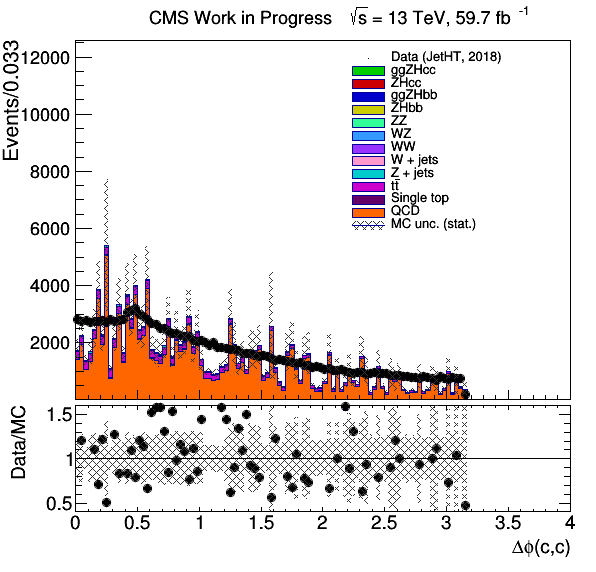 CMS Work in Progress √s = 13 TeV, 59.7 fb⁻¹
Events/0.033
12000
10000
8000
6000
4000
2000
Data (JetHT, 2018)
ggZHcc
ZHcc
ggZHbb
ZHbb
ZZ
WZ
WW
W + jets
Z + jets
tt̄
Single top
QCD
MC unc. (stat.)
Data/MC
1.5
1
0.5
0 0.5 1 1.5 2 2.5 3 3.5 4
Δϕ(c,c)